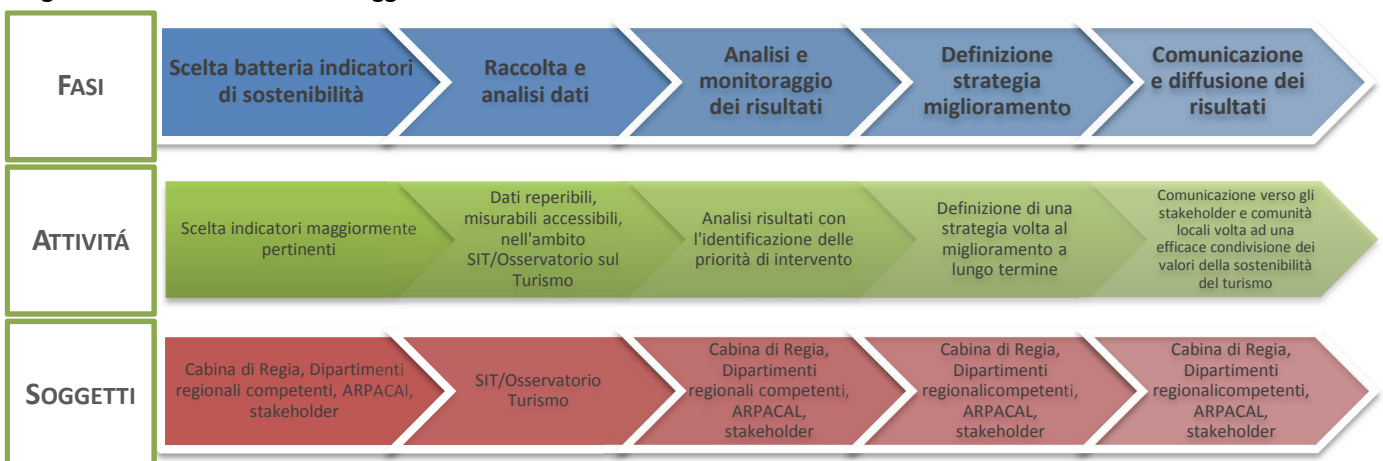 FASI
Scelta batteria indicatori
di sostenibilità
Raccolta e
analisi dati
Analisi e
monitoraggio
dei risultati
Definizione
strategia
miglioramento
Comunicazione
e diffusione dei
risultati
ATTIVITÁ
Scelta indicatori maggiormente
pertinenti
Dati reperibili,
misurabili accessibili,
nell'ambito
SIT/Osservatorio sul
Turismo
Analisi risultati con
l'identificazione delle
priorità di intervento
Definizione di una
strategia volta al
miglioramento a
lungo termine
Comunicazione verso gli
stakeholder e comunità
locali volta ad una
efficace condivisione dei
valori della sostenibilità
del turismo
SOGGETTI
Cabina di Regia, Dipartimenti
regionali competenti, ARPACAL,
stakeholder
SIT/Osservatorio
Turismo
Cabina di Regia,
Dipartimenti
regionali competenti,
ARPACAL,
stakeholder
Cabina di Regia,
Dipartimenti
regionalicompetenti,
ARPACAL,
stakeholder
Cabina di Regia,
Dipartimenti
regionalicompetenti,
ARPACAL,
stakeholder